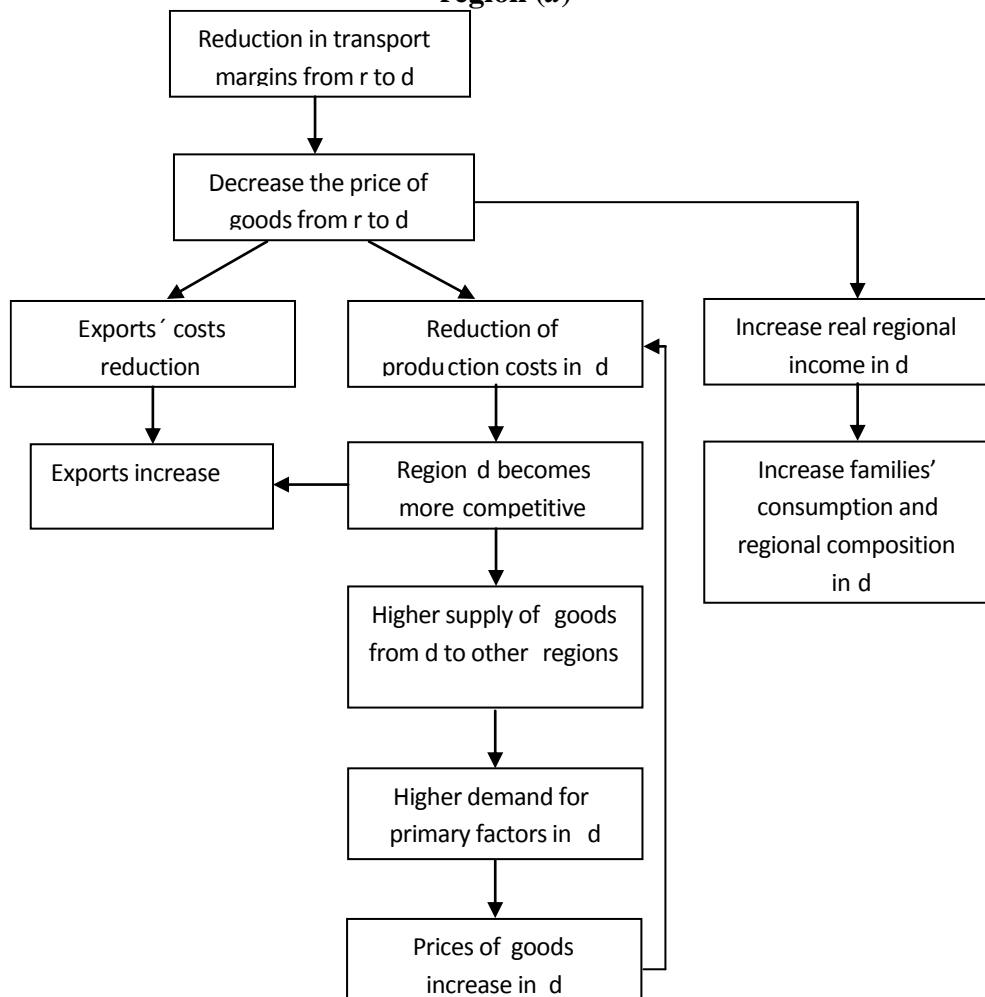 region (d)
Reduction in transport
margins from r to d
Decrease the price of
goods from r to d
Exports´ costs
reduction
Reduction of
production costs in d
Increase real regional
income in d
Exports increase
Region d becomes
more competitive
Increase families’
consumption and
regional composition
in d
Higher supply of goods
from d to other regions
Higher demand for
primary factors in d
Prices of goods
increase in d